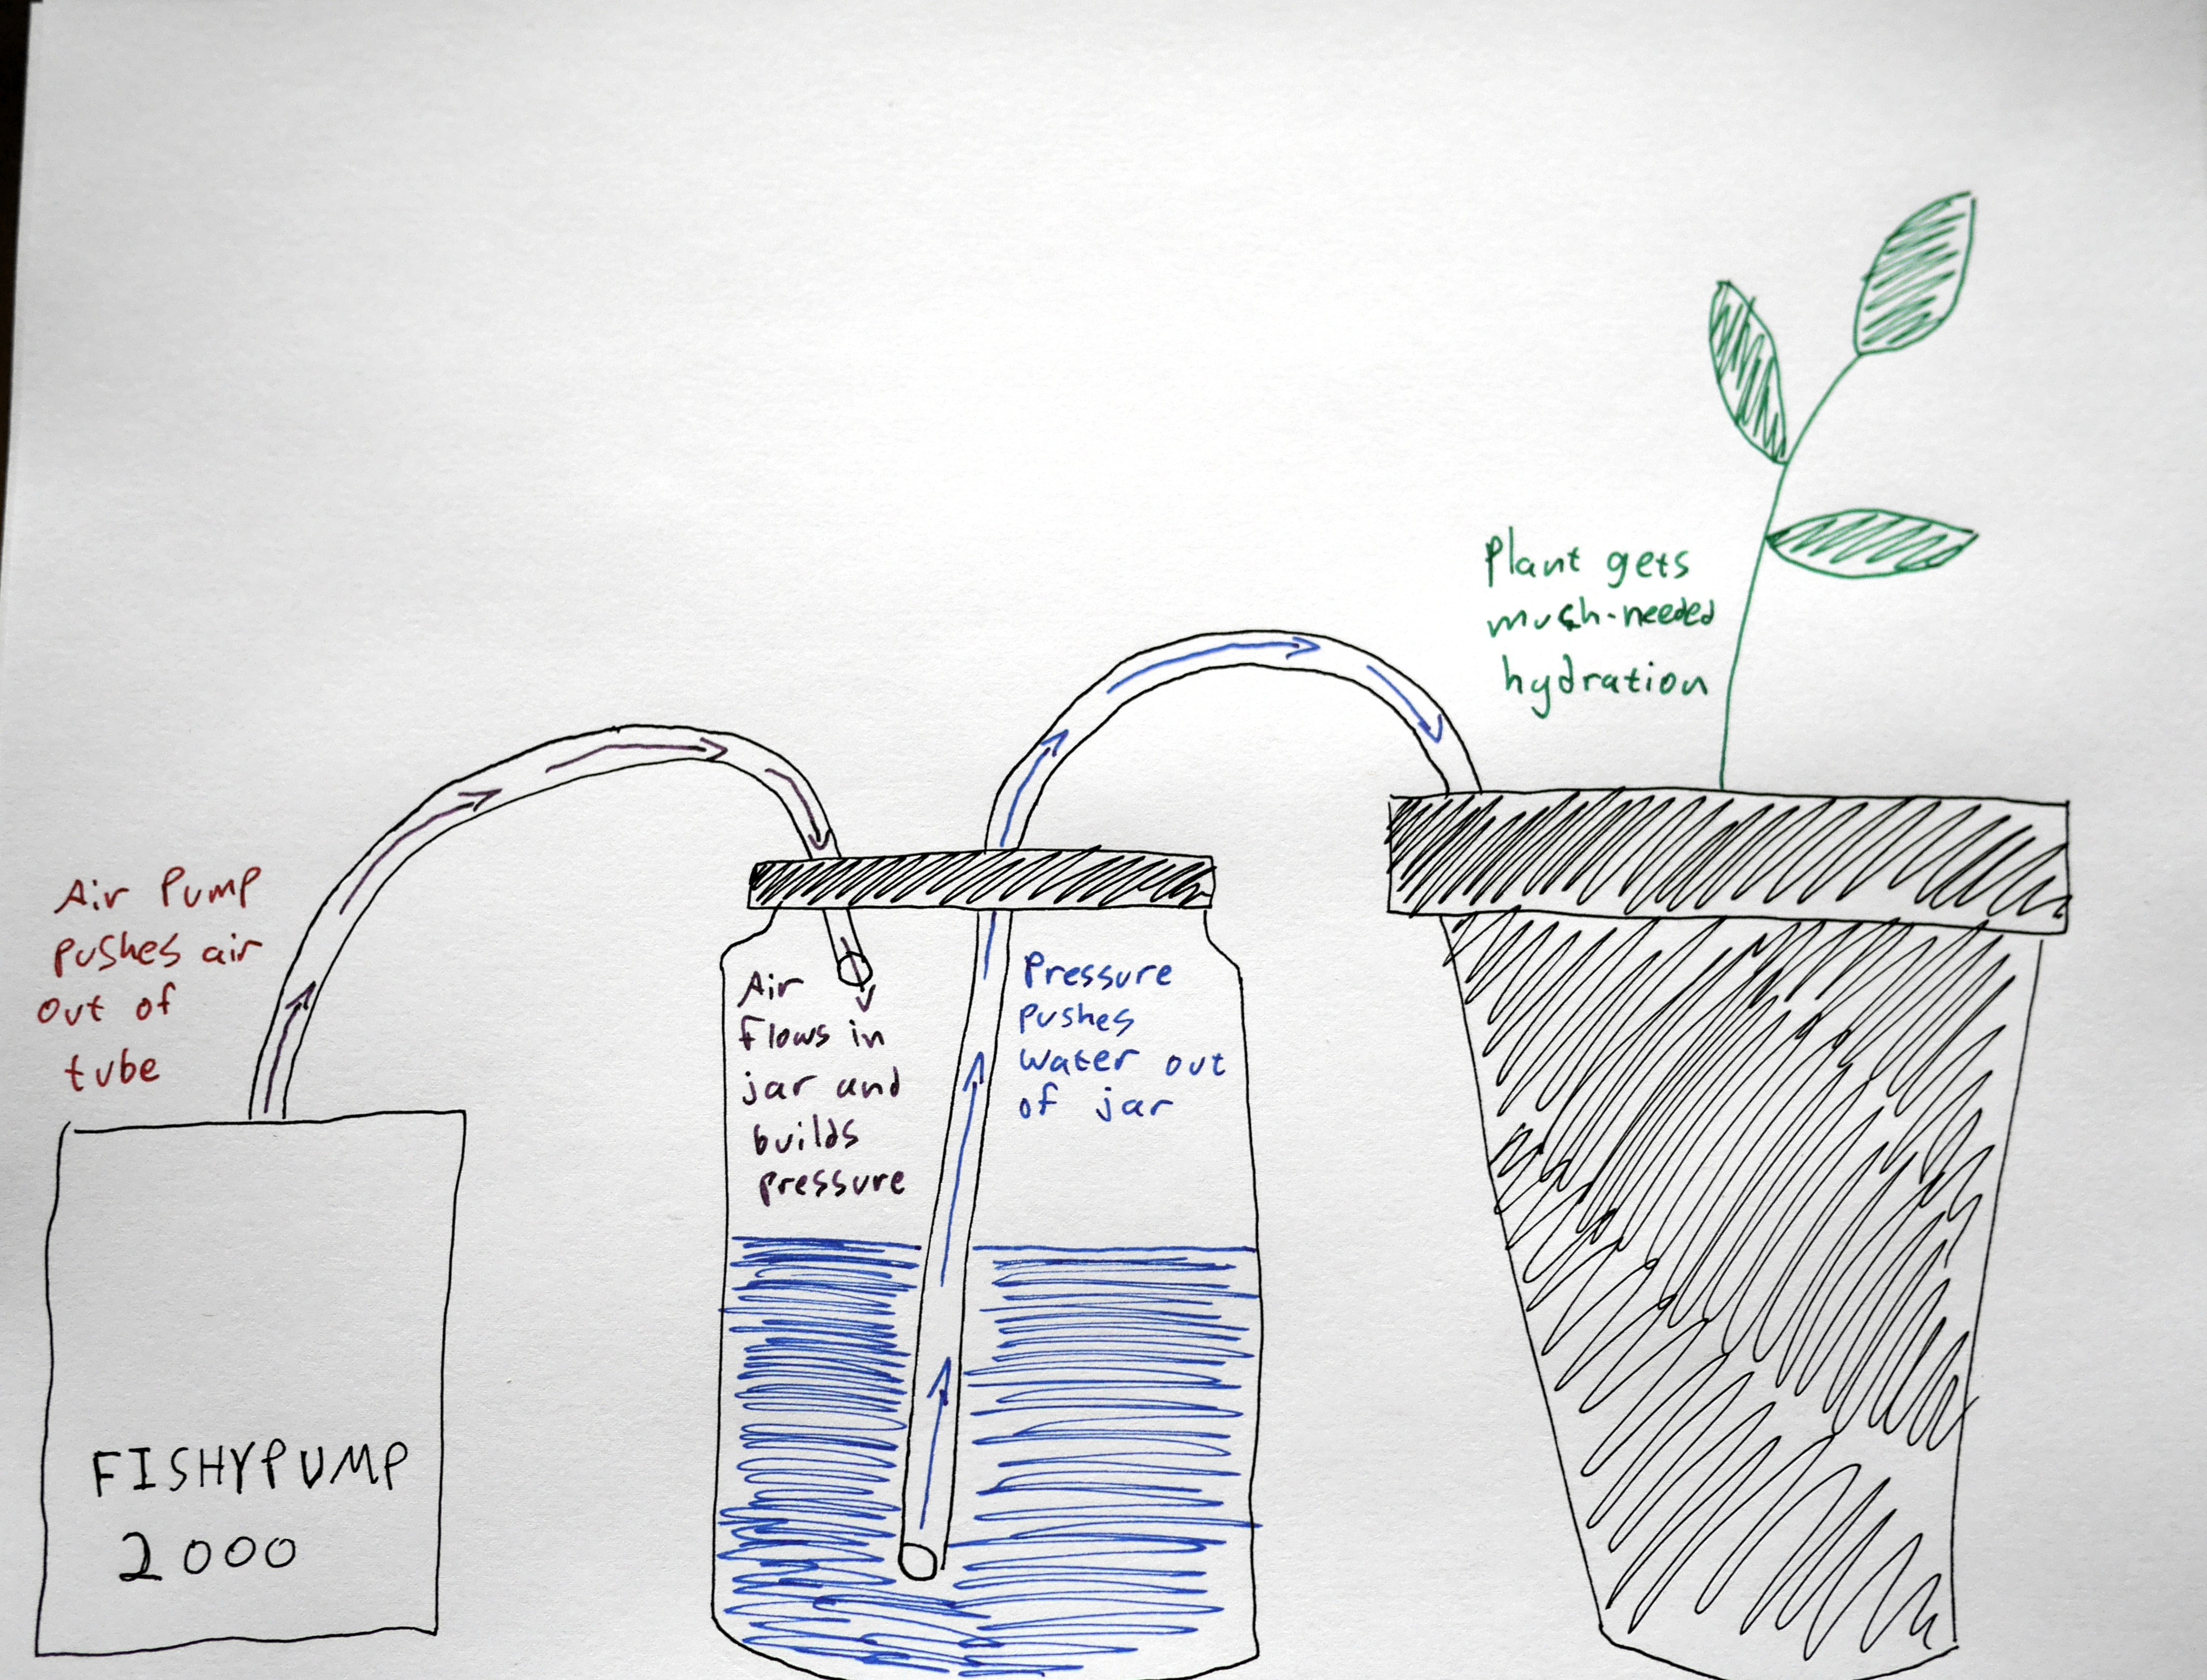 Plant gets
much-needed
hydration
Air Pump
pushes air
out of
tube
Air
flows in
jar and
builds
pressure
Pressure
pushes
water out
of jar
FISHYPUMP
2000